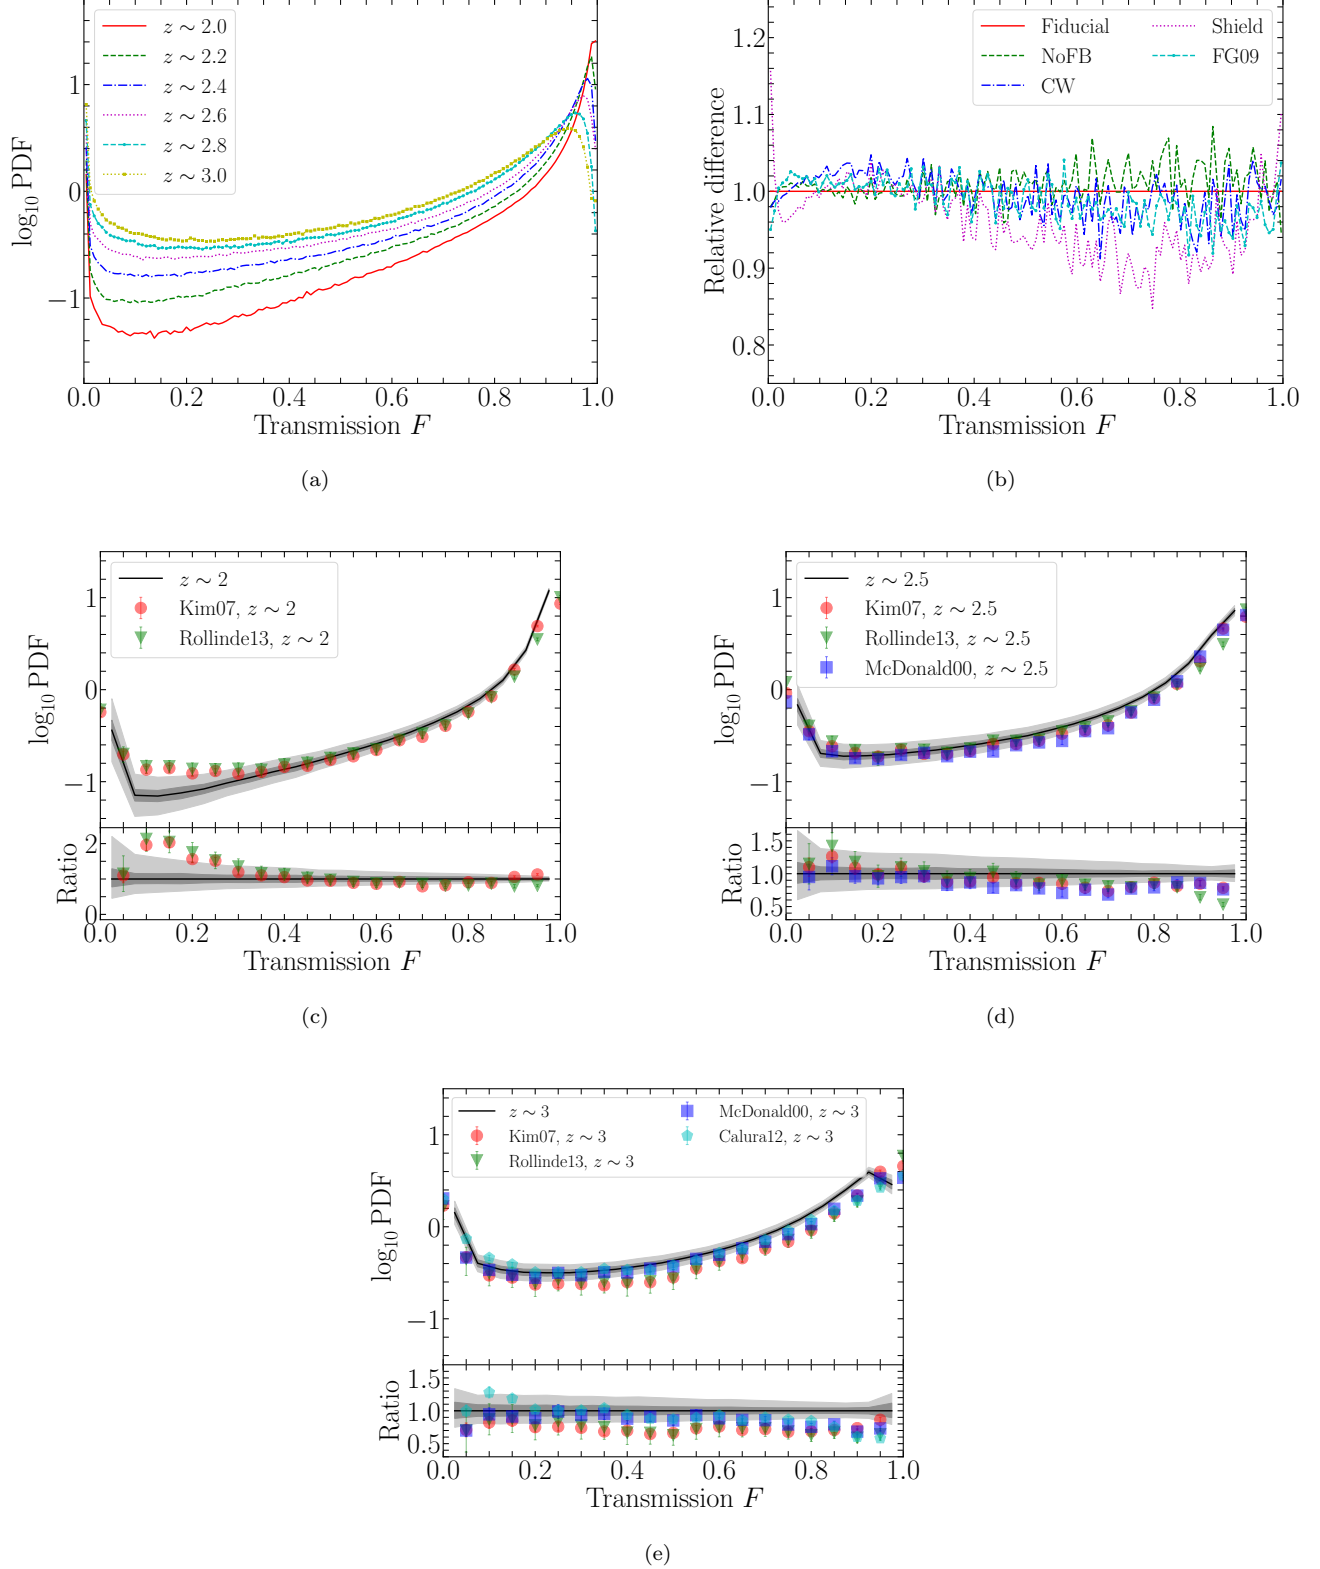 z ∼ 2.0
z ∼ 2.2
z ∼ 2.4
z ∼ 2.6
z ∼ 2.8
z ∼ 3.0
1
0
−1
log₁₀ PDF
0.0 0.2 0.4 0.6 0.8 1.0
Transmission F
(a)
Fiducial
NoFB
CW
Shield
FG09
1.2
1.1
1.0
0.9
0.8
Relative difference
0.0 0.2 0.4 0.6 0.8 1.0
Transmission F
(b)
z ∼ 2
Kim07, z ∼ 2
Rollinde13, z ∼ 2
1
0
−1
log₁₀ PDF
2
1
0
Ratio
0.0 0.2 0.4 0.6 0.8 1.0
Transmission F
(c)
z ∼ 2.5
Kim07, z ∼ 2.5
Rollinde13, z ∼ 2.5
McDonald00, z ∼ 2.5
1
0
−1
log₁₀ PDF
1.5
1.0
0.5
Ratio
0.0 0.2 0.4 0.6 0.8 1.0
Transmission F
(d)
z ∼ 3
Kim07, z ∼ 3
Rollinde13, z ∼ 3
McDonald00, z ∼ 3
Calura12, z ∼ 3
1
0
−1
log₁₀ PDF
1.5
1.0
0.5
Ratio
0.0 0.2 0.4 0.6 0.8 1.0
Transmission F
(e)